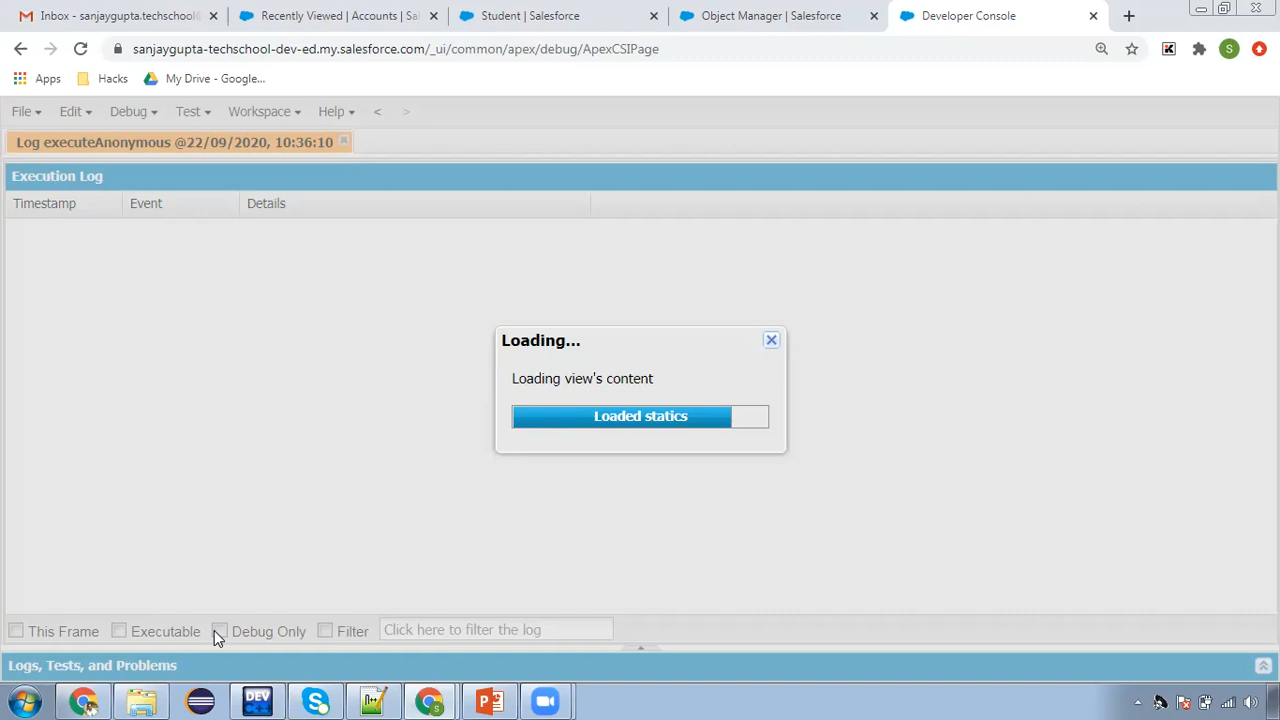 Inbox - sanjaygupta.techschool
Recently Viewed | Accounts | Sal
Student | Salesforce
Object Manager | Salesforce
Developer Console
sanjaygupta-techschool-dev-ed.my.salesforce.com/_ui/common/apex/debug/ApexCSIPage
S
Apps
Hacks
My Drive - Google...
File
Edit
Debug
Test
Workspace
Help
<
>
Log executeAnonymous @22/09/2020, 10:36:10
Execution Log
Timestamp
Event
Details
Loading...
Loading view's content
Loaded statics
This Frame
Executable
Debug Only
Filter
Click here to filter the log
Logs, Tests, and Problems
DEV
C++